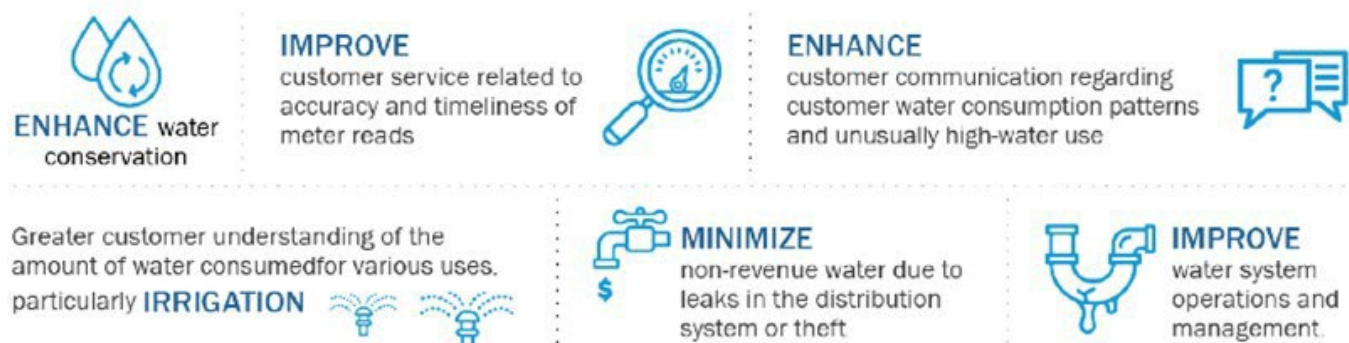 ENHANCE water
conservation
IMPROVE
customer service related to
accuracy and timeliness of
meter reads
ENHANCE
customer communication regarding
customer water consumption patterns
and unusually high-water use
?
Greater customer understanding of the
amount of water consumedfor various uses.
particularly IRRIGATION
$
MINIMIZE
non-revenue water due to
leaks in the distribution
system or theft
IMPROVE
water system
operations and
management.